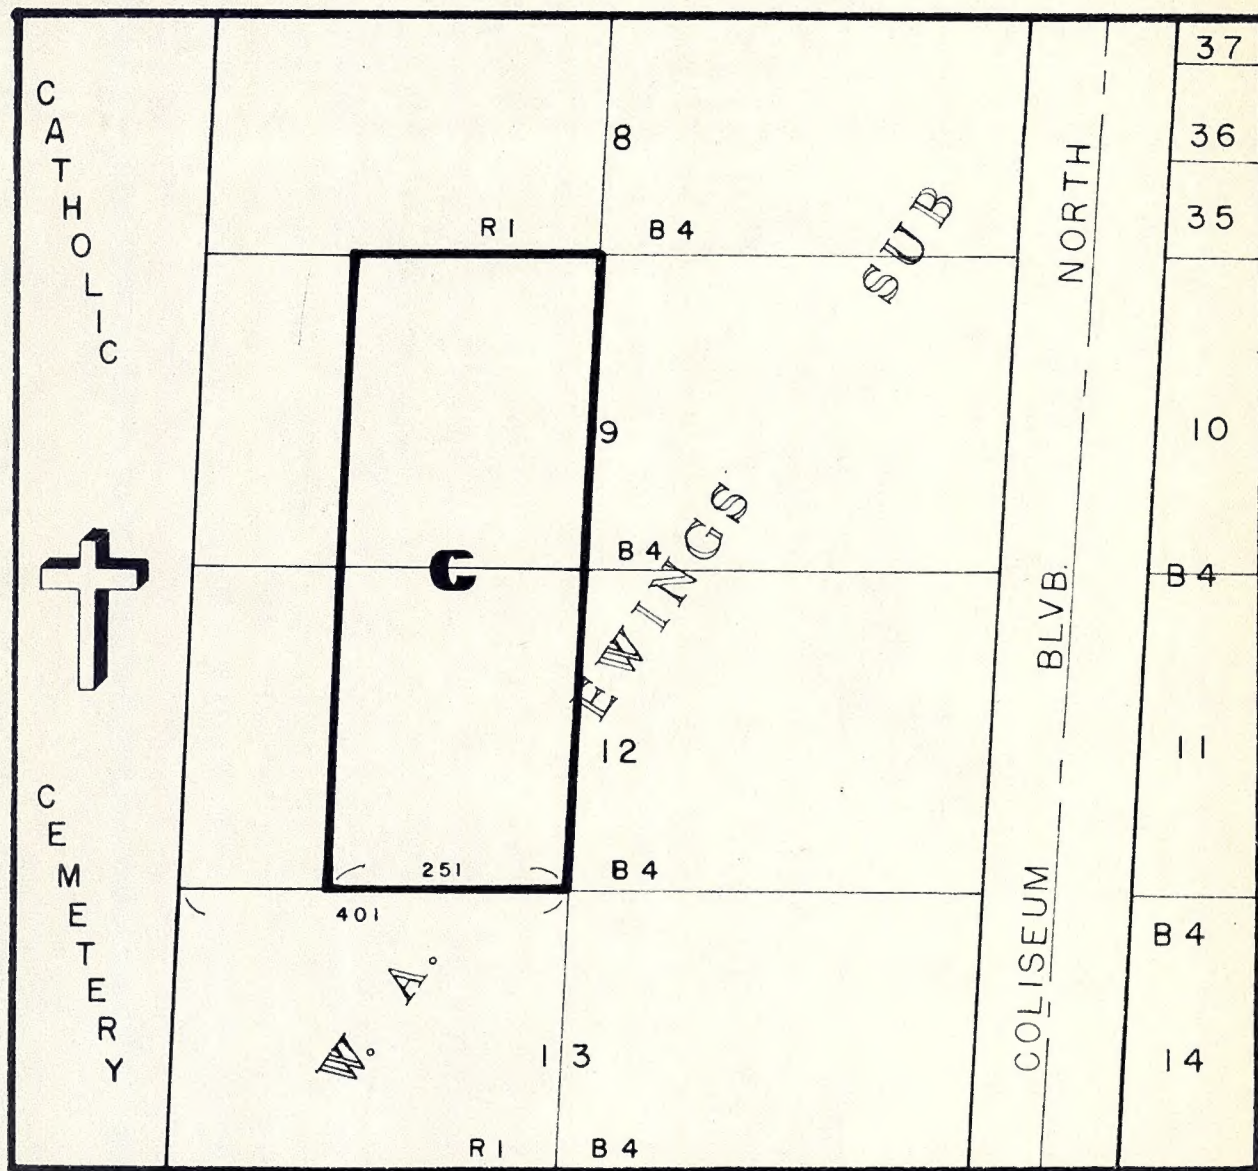 CATHOLIC
CEMETERY
8
R1 B4
9
C
B4
12
251
B4
401
13
R1 B4
W. A. EWINGS SUB
COLISEUM BLVB. NORTH
37
36
35
10
B4
11
B4
14